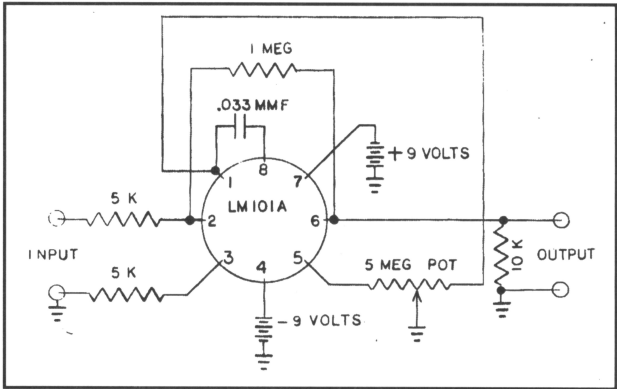 1 MEG
.033 MMF
1
8
7
+ 9 VOLTS
LM101A
5 K
2
6
INPUT
5 K
3
4
5
5 MEG POT
10 K
OUTPUT
- 9 VOLTS